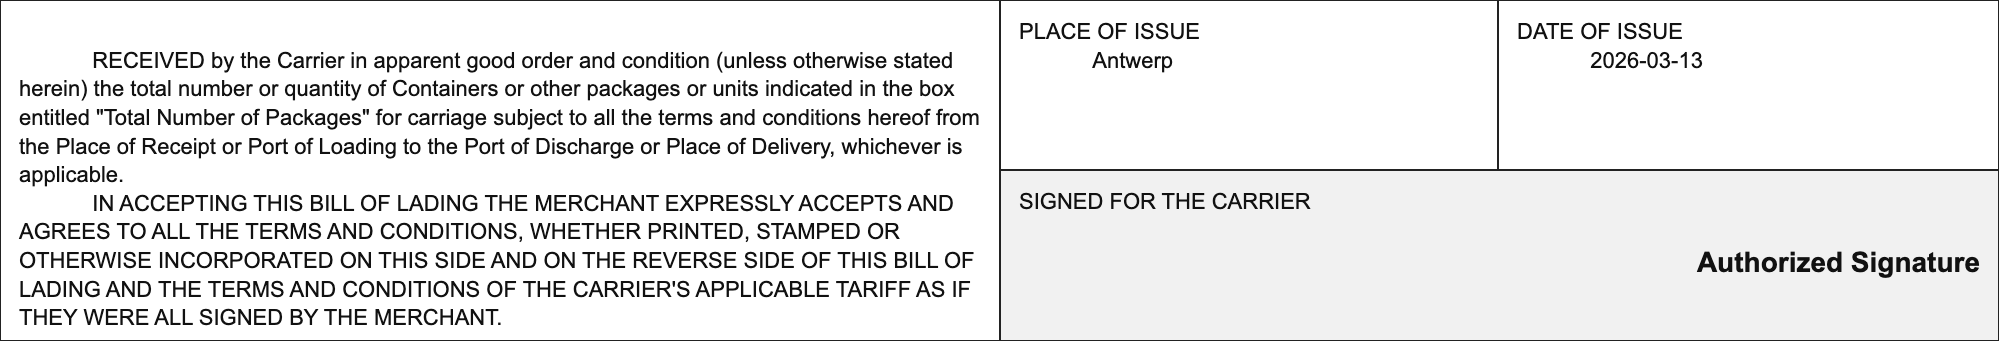 RECEIVED by the Carrier in apparent good order and condition (unless otherwise stated
herein) the total number or quantity of Containers or other packages or units indicated in the box
entitled "Total Number of Packages" for carriage subject to all the terms and conditions hereof from
the Place of Receipt or Port of Loading to the Port of Discharge or Place of Delivery, whichever is
applicable.
IN ACCEPTING THIS BILL OF LADING THE MERCHANT EXPRESSLY ACCEPTS AND
AGREES TO ALL THE TERMS AND CONDITIONS, WHETHER PRINTED, STAMPED OR
OTHERWISE INCORPORATED ON THIS SIDE AND ON THE REVERSE SIDE OF THIS BILL OF
LADING AND THE TERMS AND CONDITIONS OF THE CARRIER'S APPLICABLE TARIFF AS IF
THEY WERE ALL SIGNED BY THE MERCHANT.
PLACE OF ISSUE
Antwerp
DATE OF ISSUE
2026-03-13
SIGNED FOR THE CARRIER
Authorized Signature